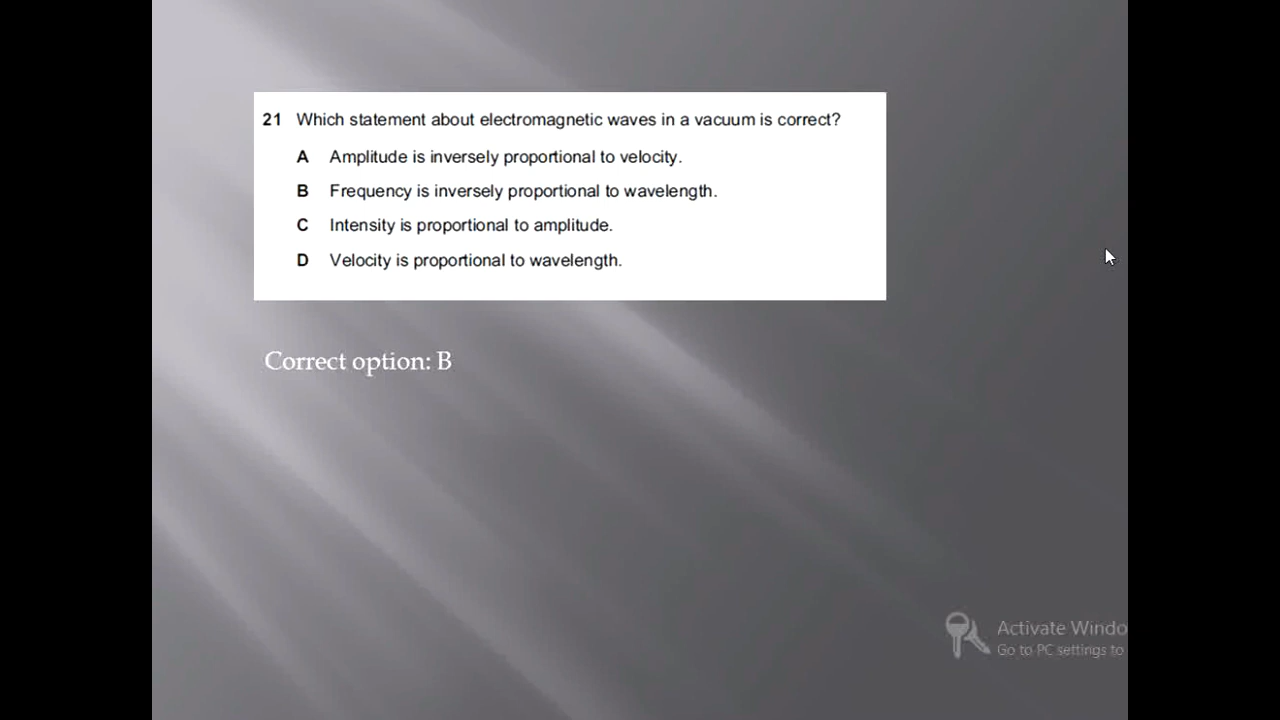 21 Which statement about electromagnetic waves in a vacuum is correct?
A Amplitude is inversely proportional to velocity.
B Frequency is inversely proportional to wavelength.
C Intensity is proportional to amplitude.
D Velocity is proportional to wavelength.
Correct option: B
Activate Windo
Go to PC settings to